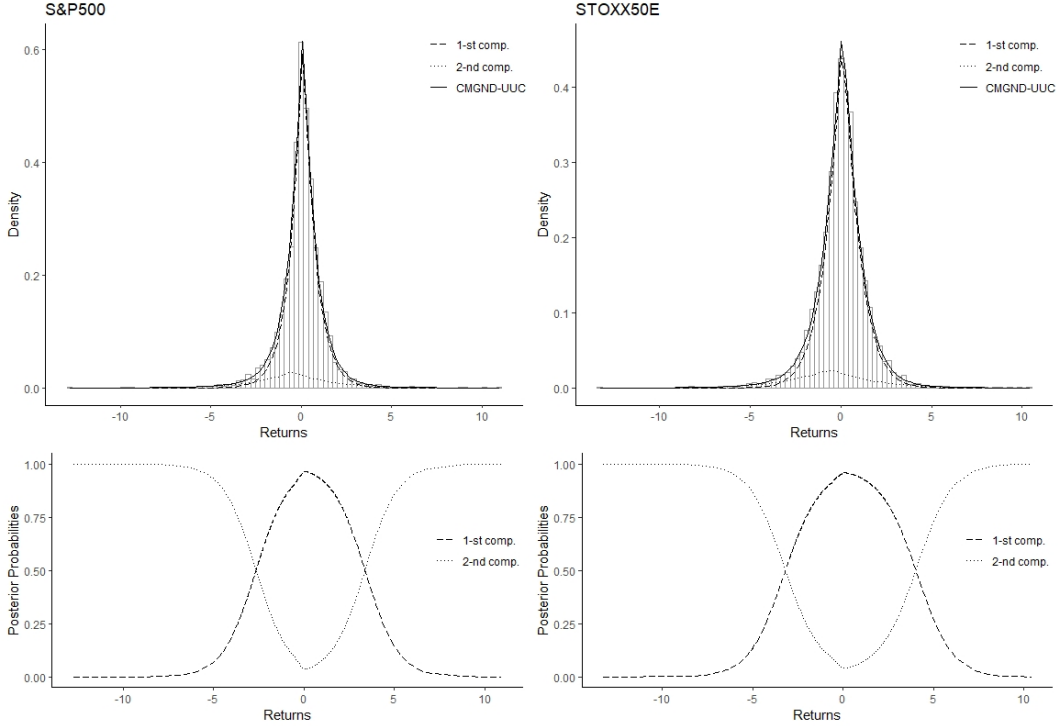 S&P500
0.6
0.4
0.2
0.0
Density
-10 -5 0 5 10
Returns
1-st comp.
2-nd comp.
CMGND-UUC
STOXX50E
0.4
0.3
0.2
0.1
0.0
Density
-10 -5 0 5 10
Returns
1-st comp.
2-nd comp.
CMGND-UUC
1.00
0.75
0.50
0.25
0.00
Posterior Probabilities
-10 -5 0 5 10
Returns
1-st comp.
2-nd comp.
1.00
0.75
0.50
0.25
0.00
Posterior Probabilities
-10 -5 0 5 10
Returns
1-st comp.
2-nd comp.